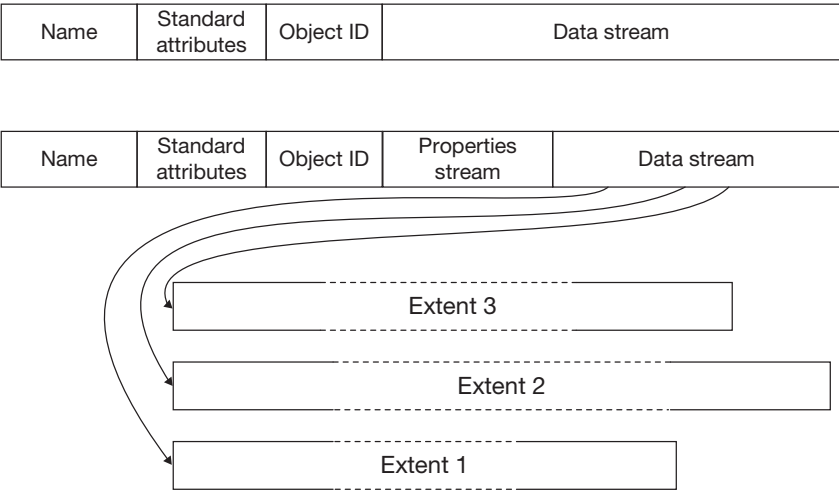 Name
Standard
attributes
Object ID
Data stream
Name
Standard
attributes
Object ID
Properties
stream
Data stream
Extent 3
Extent 2
Extent 1